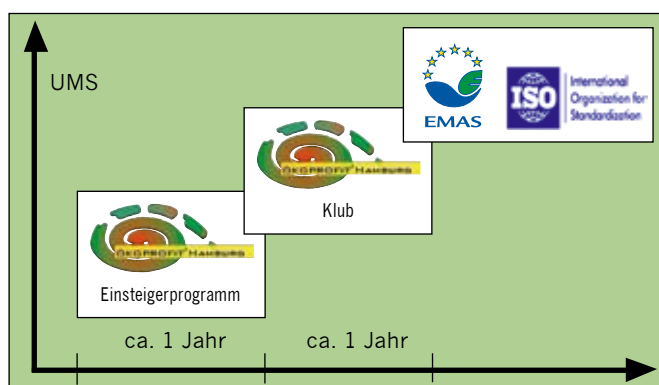 UMS
EMAS
ISO
International
Organization for
Standardization
ÖKOPROFIT HAMBURG
Klub
ÖKOPROFIT HAMBURG
Einsteigerprogramm
ca. 1 Jahr
ca. 1 Jahr